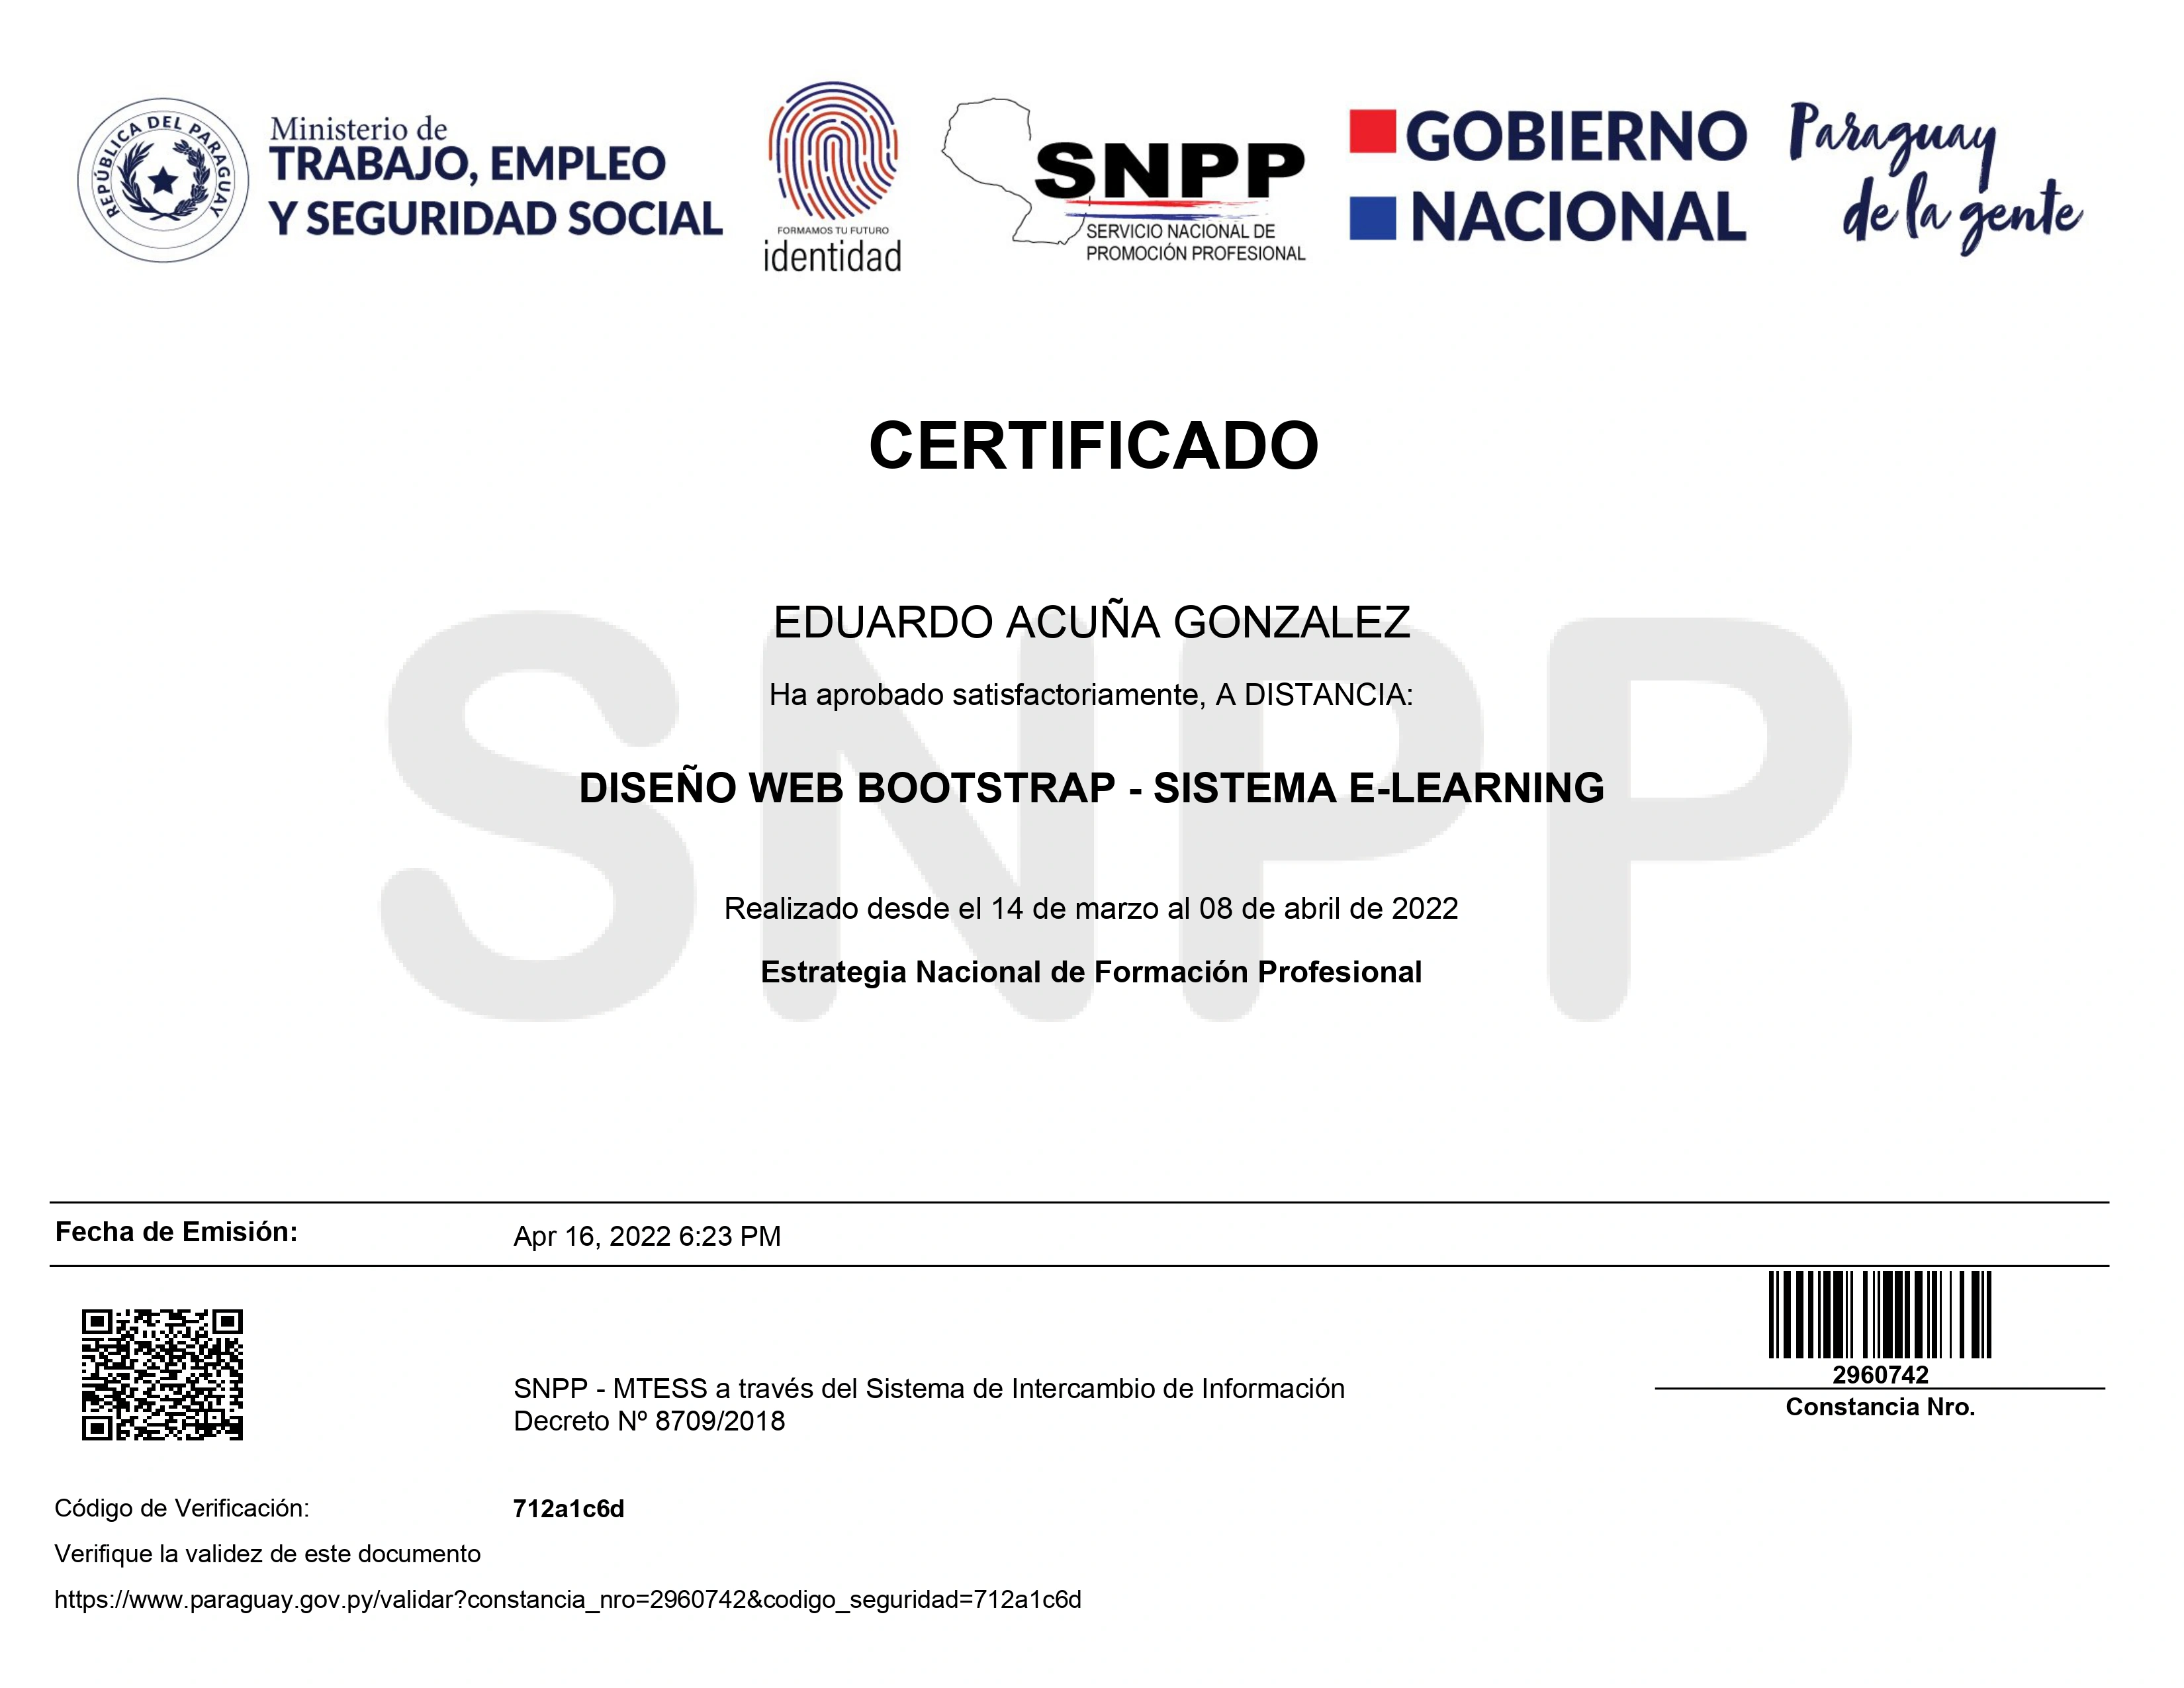 REPÚBLICA DEL PARAGUAY
Ministerio de
TRABAJO, EMPLEO
Y SEGURIDAD SOCIAL
FORMAMOS TU FUTURO
identidad
SNPP
SERVICIO NACIONAL DE
PROMOCIÓN PROFESIONAL
GOBIERNO
NACIONAL
Paraguay
de la gente
CERTIFICADO
SNPP
EDUARDO ACUÑA GONZALEZ
Ha aprobado satisfactoriamente, A DISTANCIA:
DISEÑO WEB BOOTSTRAP - SISTEMA E-LEARNING
Realizado desde el 14 de marzo al 08 de abril de 2022
Estrategia Nacional de Formación Profesional
Fecha de Emisión: Apr 16, 2022 6:23 PM
2960742
Constancia Nro.
SNPP - MTESS a través del Sistema de Intercambio de Información
Decreto Nº 8709/2018
Código de Verificación: 712a1c6d
Verifique la validez de este documento
https://www.paraguay.gov.py/validar?constancia_nro=2960742&codigo_seguridad=712a1c6d